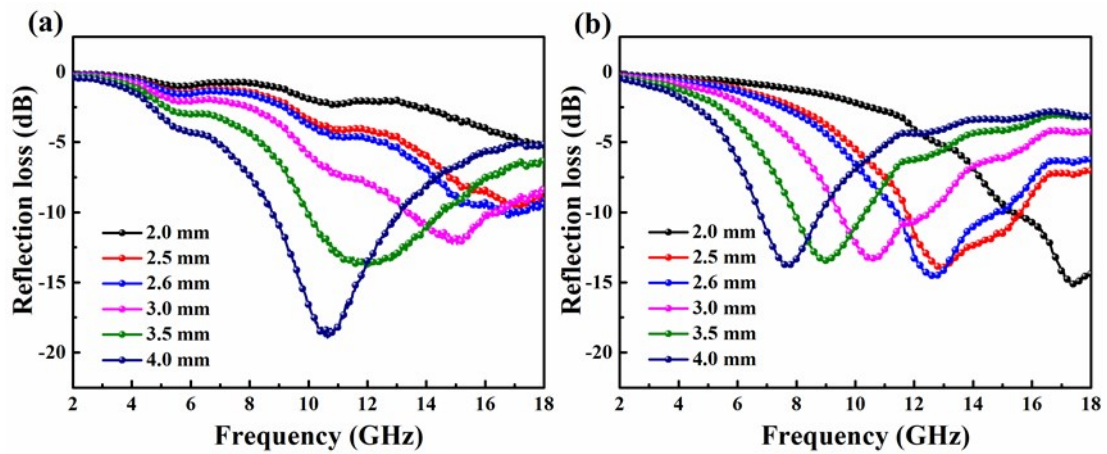 (a)
Reflection loss (dB)
0
-5
-10
-15
-20
2.0 mm
2.5 mm
2.6 mm
3.0 mm
3.5 mm
4.0 mm
2 4 6 8 10 12 14 16 18
Frequency (GHz)
(b)
Reflection loss (dB)
0
-5
-10
-15
-20
2.0 mm
2.5 mm
2.6 mm
3.0 mm
3.5 mm
4.0 mm
2 4 6 8 10 12 14 16 18
Frequency (GHz)